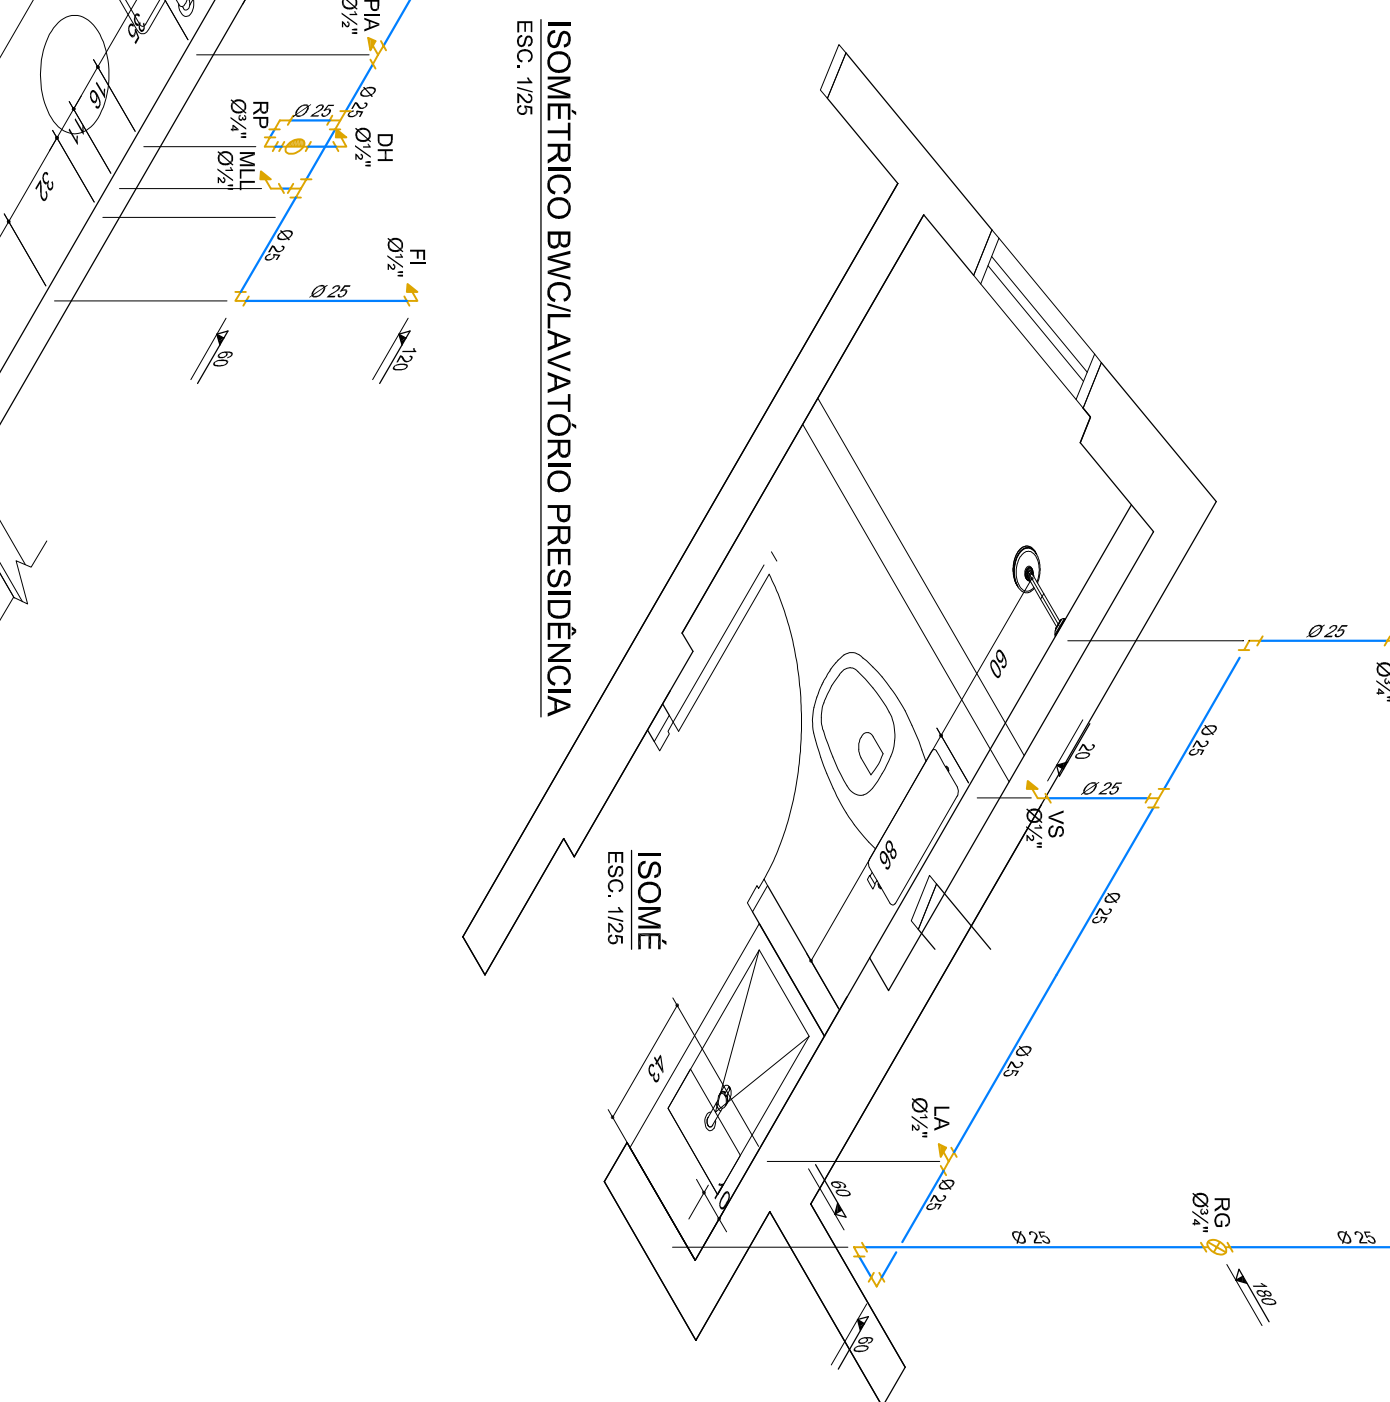 ISOMÉTRICO BWC/LAVATÓRIO PRESIDÊNCIA
ESC. 1/25
ISOMÉ
ESC. 1/25
PIA
Ø½"
Ø 25
Ø 25
RP
Ø¾"
DH
Ø½"
MLL
Ø½"
Ø 25
FI
Ø½"
Ø 25
60
120
16
32
Ø 25
Ø¾"
Ø 25
20
Ø 25
VS
Ø½"
Ø 25
Ø 25
LA
Ø½"
Ø 25
60
Ø 25
RG
Ø¾"
Ø 25
180
60
60
86
43
10